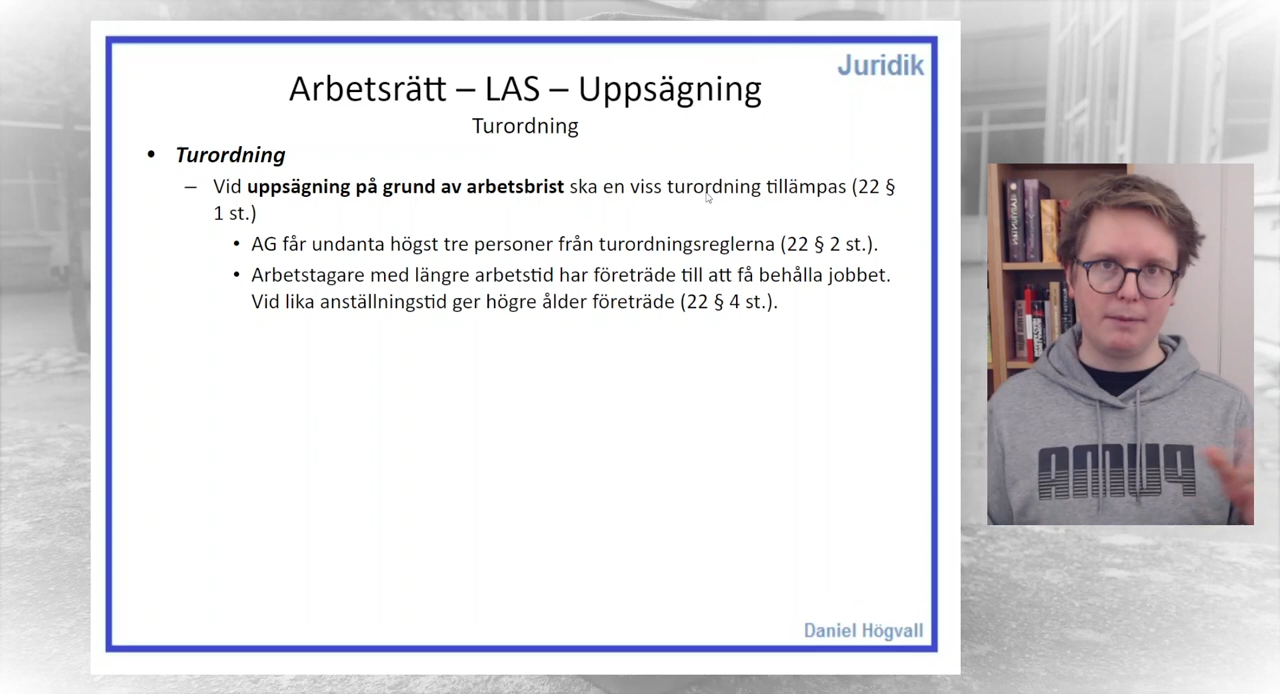 Juridik
Arbetsrätt – LAS – Uppsägning
Turordning
• Turordning
– Vid uppsägning på grund av arbetsbrist ska en viss turordning tillämpas (22 §
1 st.)
• AG får undanta högst tre personer från turordningsreglerna (22 § 2 st.).
• Arbetstagare med längre arbetstid har företräde till att få behålla jobbet.
Vid lika anställningstid ger högre ålder företräde (22 § 4 st.).
Daniel Högvall